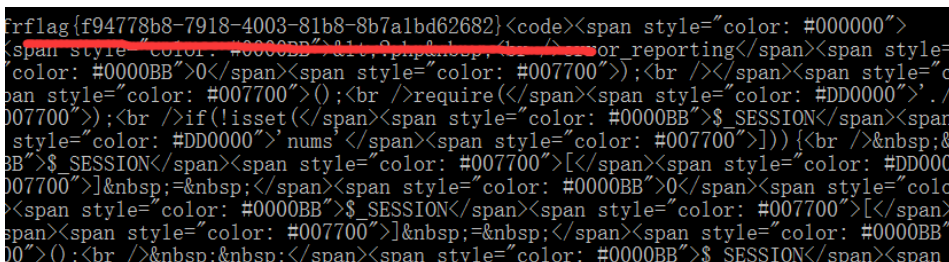 frflag{f94778b8-7918-4003-81b8-8b7a1bd62682}<code><span style="color: #000000">
<span style="color: #0000BB">&lt;?php&nbsp;<br />error_reporting</span><span style=
"color: #0000BB">0</span><span style="color: #007700">);<br /></span><span style="c
pan style="color: #007700">();<br />require(</span><span style="color: #DD0000">'./
007700">);<br />if(!isset(</span><span style="color: #0000BB">$_SESSION</span><span
 style="color: #DD0000">'nums'</span><span style="color: #007700">])){<br />&nbsp;&
BB">$_SESSION</span><span style="color: #007700">[</span><span style="color: #DD000
007700">]&nbsp;=&nbsp;</span><span style="color: #0000BB">0</span><span style="colo
><span style="color: #0000BB">$_SESSION</span><span style="color: #007700">[</span>
span><span style="color: #007700">]&nbsp;=&nbsp;</span><span style="color: #0000BB"
00">();<br />&nbsp;&nbsp;</span><span style="color: #0000BB">$_SESSION</span><span